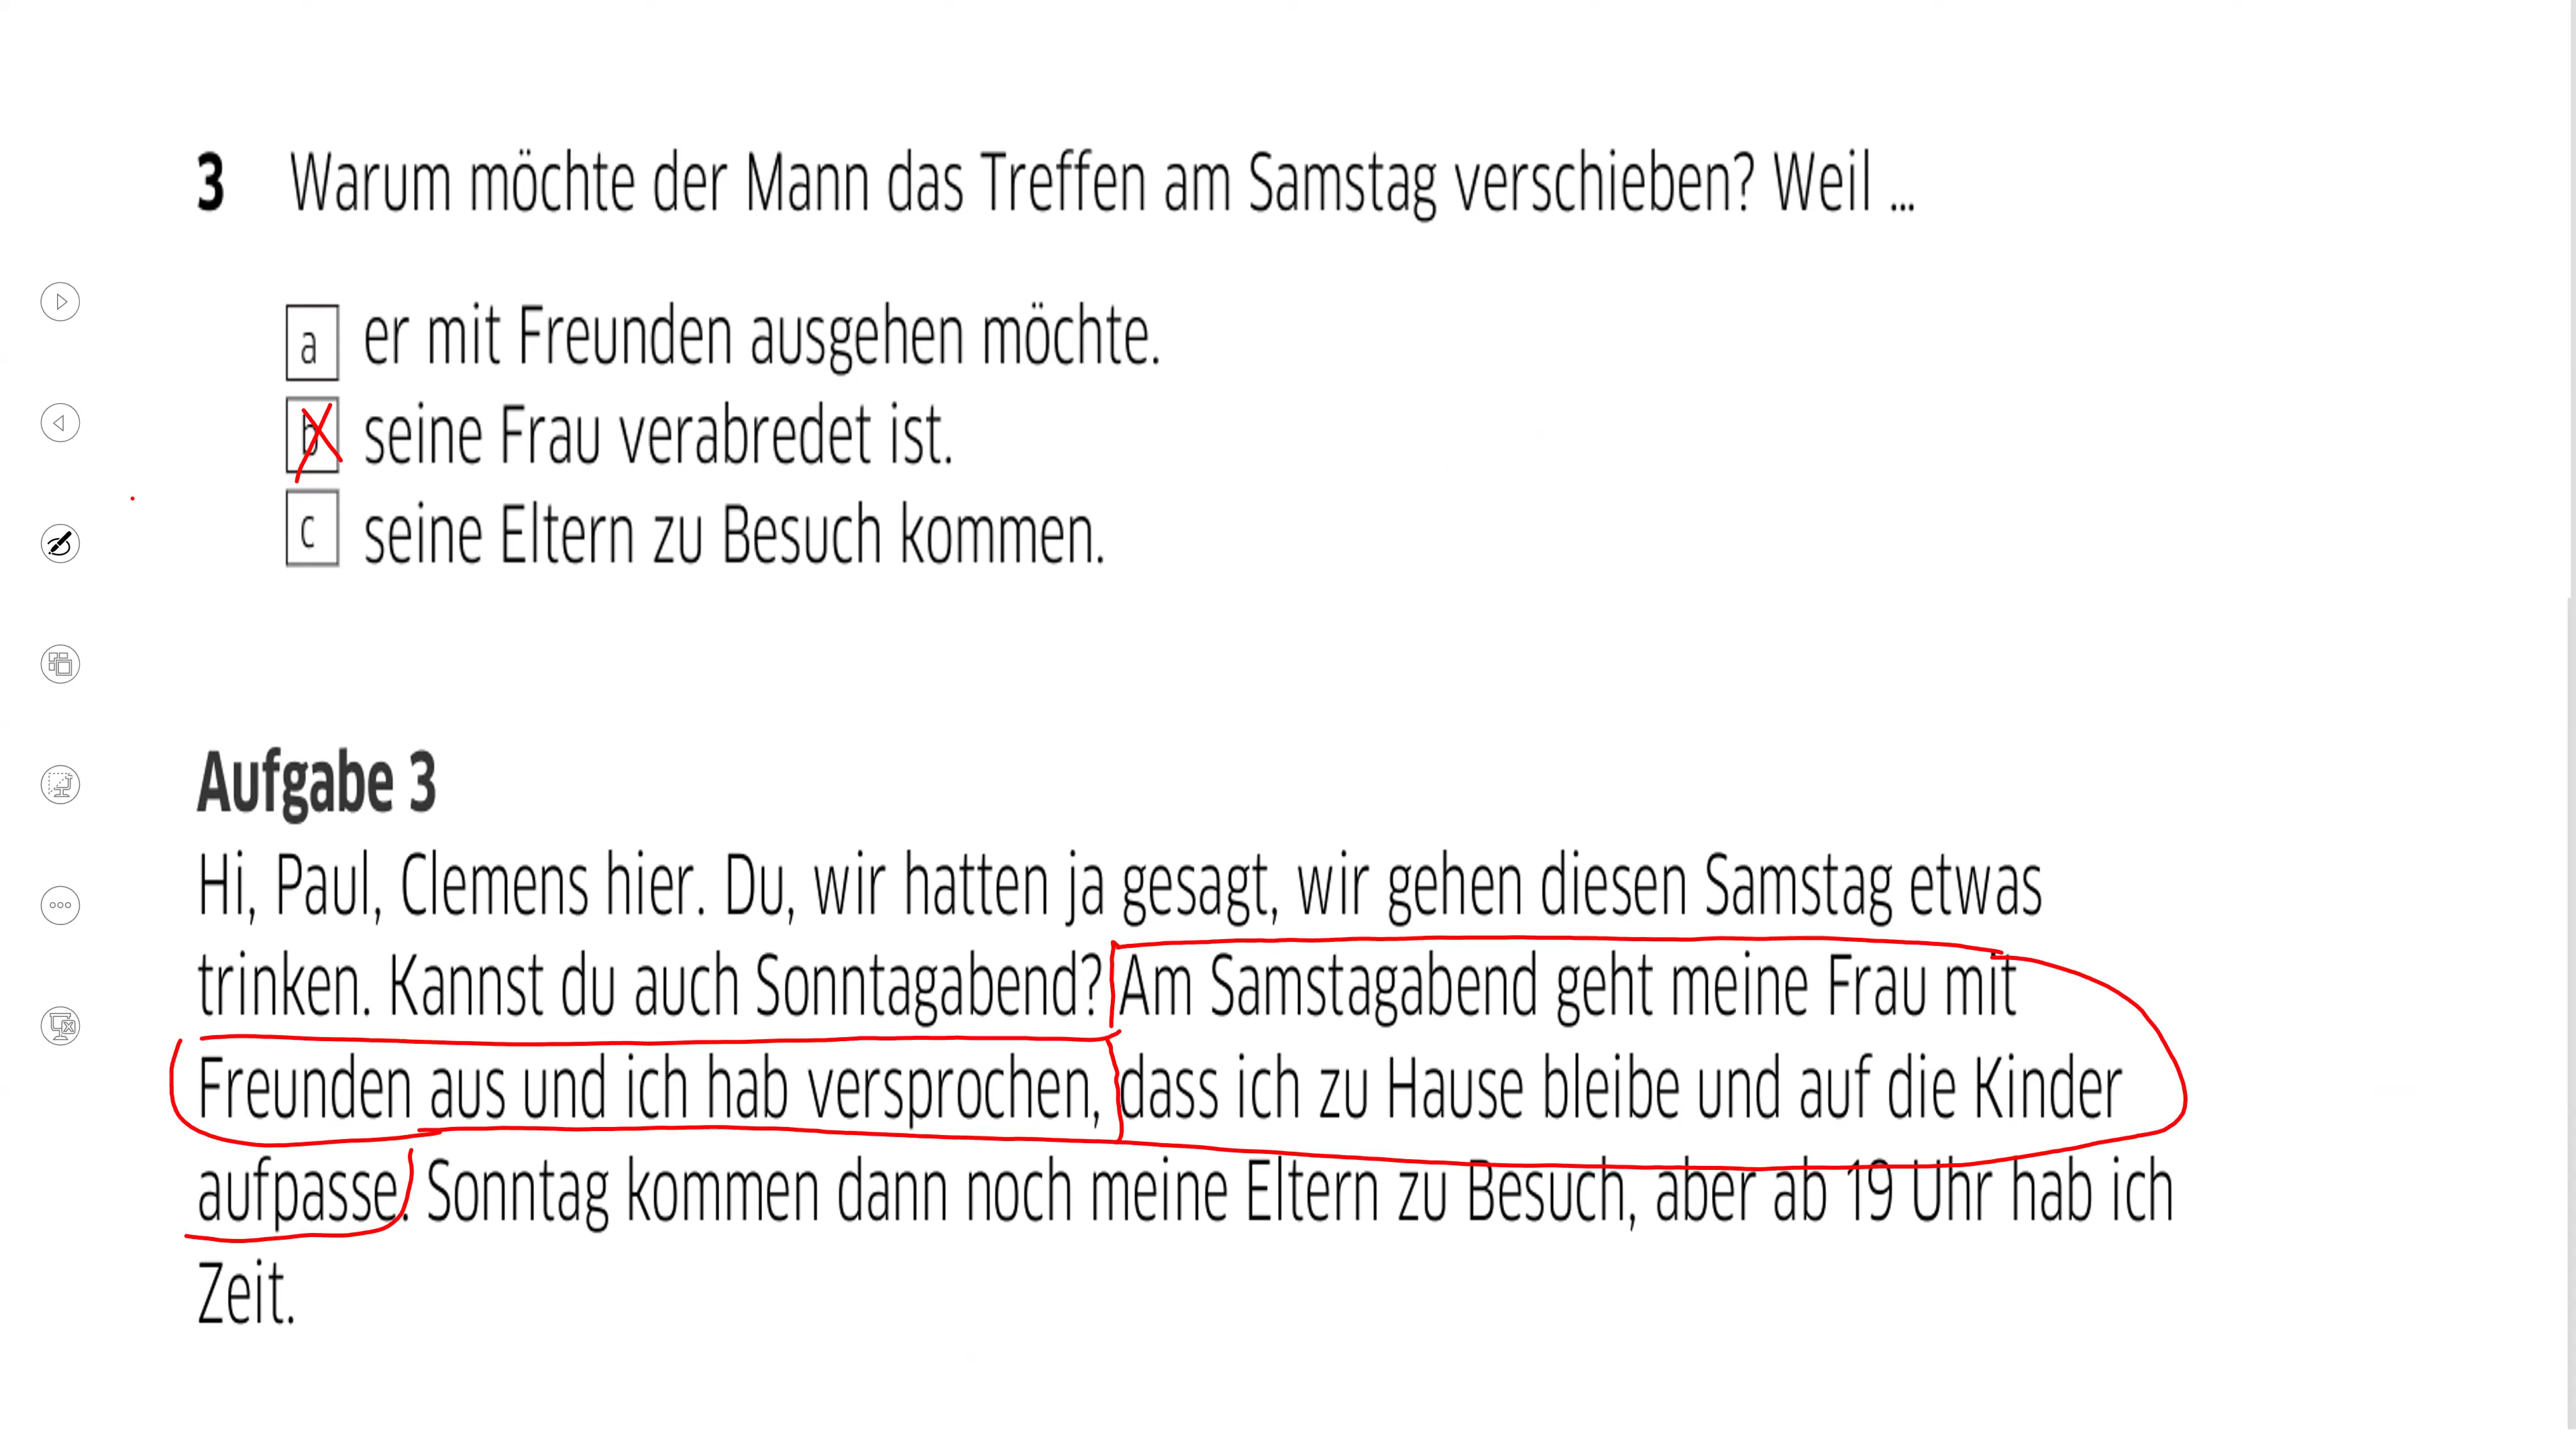 3 Warum möchte der Mann das Treffen am Samstag verschieben? Weil ...
a er mit Freunden ausgehen möchte.
b seine Frau verabredet ist.
c seine Eltern zu Besuch kommen.
Aufgabe 3
Hi, Paul, Clemens hier. Du, wir hatten ja gesagt, wir gehen diesen Samstag etwas
trinken. Kannst du auch Sonntagabend? Am Samstagabend geht meine Frau mit
Freunden aus und ich hab versprochen, dass ich zu Hause bleibe und auf die Kinder
aufpasse. Sonntag kommen dann noch meine Eltern zu Besuch, aber ab 19 Uhr hab ich
Zeit.